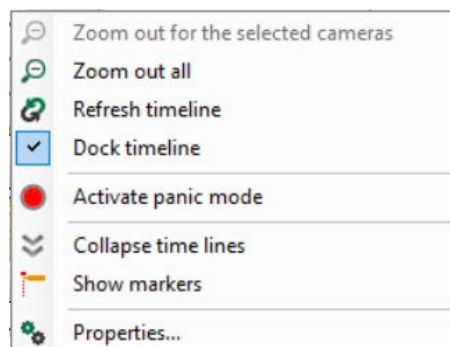 Zoom out for the selected cameras
Zoom out all
Refresh timeline
Dock timeline
Activate panic mode
Collapse time lines
Show markers
Properties...